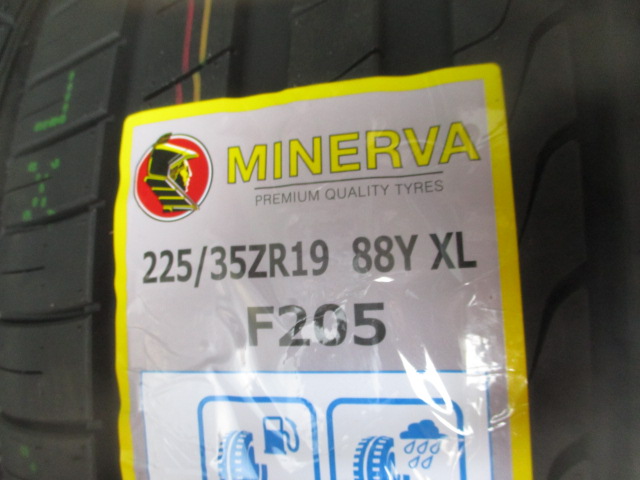 MINERVA
PREMIUM QUALITY TYRES
225/35ZR19 88Y XL
F205